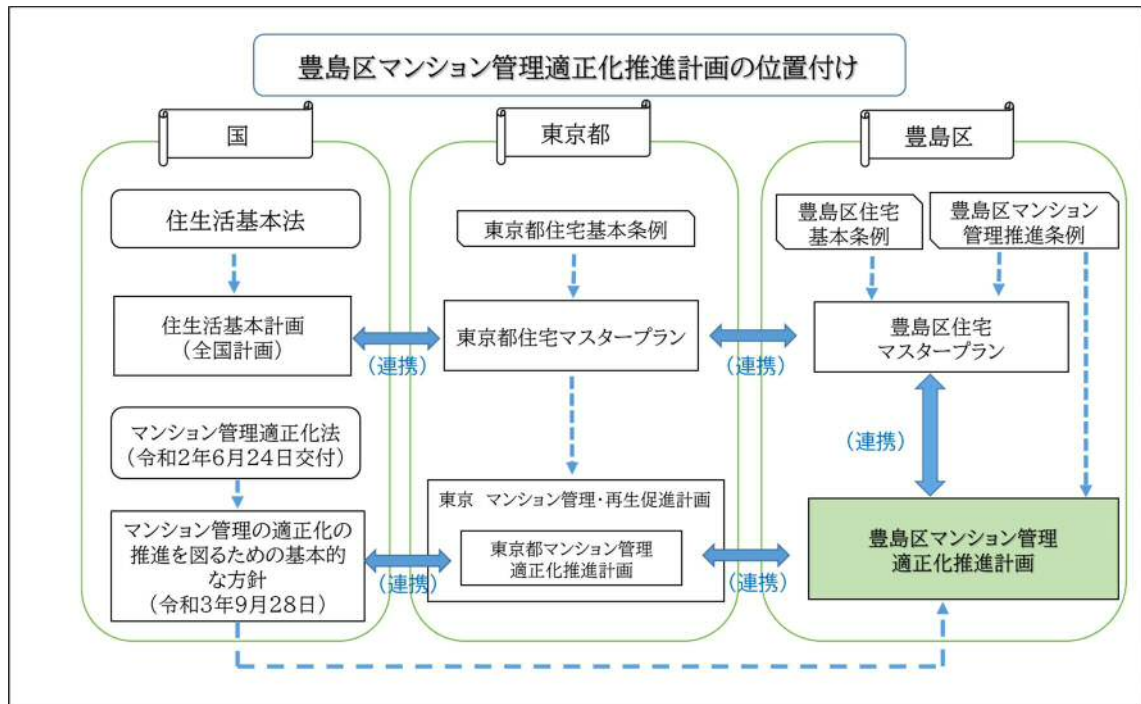 豊島区マンション管理適正化推進計画の位置付け
国
東京都
豊島区
住生活基本法
東京都住宅基本条例
豊島区住宅
基本条例
豊島区マンション
管理推進条例
住生活基本計画
（全国計画）
（連携）
東京都住宅マスタープラン
（連携）
豊島区住宅
マスタープラン
マンション管理適正化法
（令和2年6月24日交付）
（連携）
マンション管理の適正化の
推進を図るための基本的
な方針
（令和3年9月28日）
（連携）
東京　マンション管理・再生促進計画
東京都マンション管理
適正化推進計画
（連携）
豊島区マンション管理
適正化推進計画